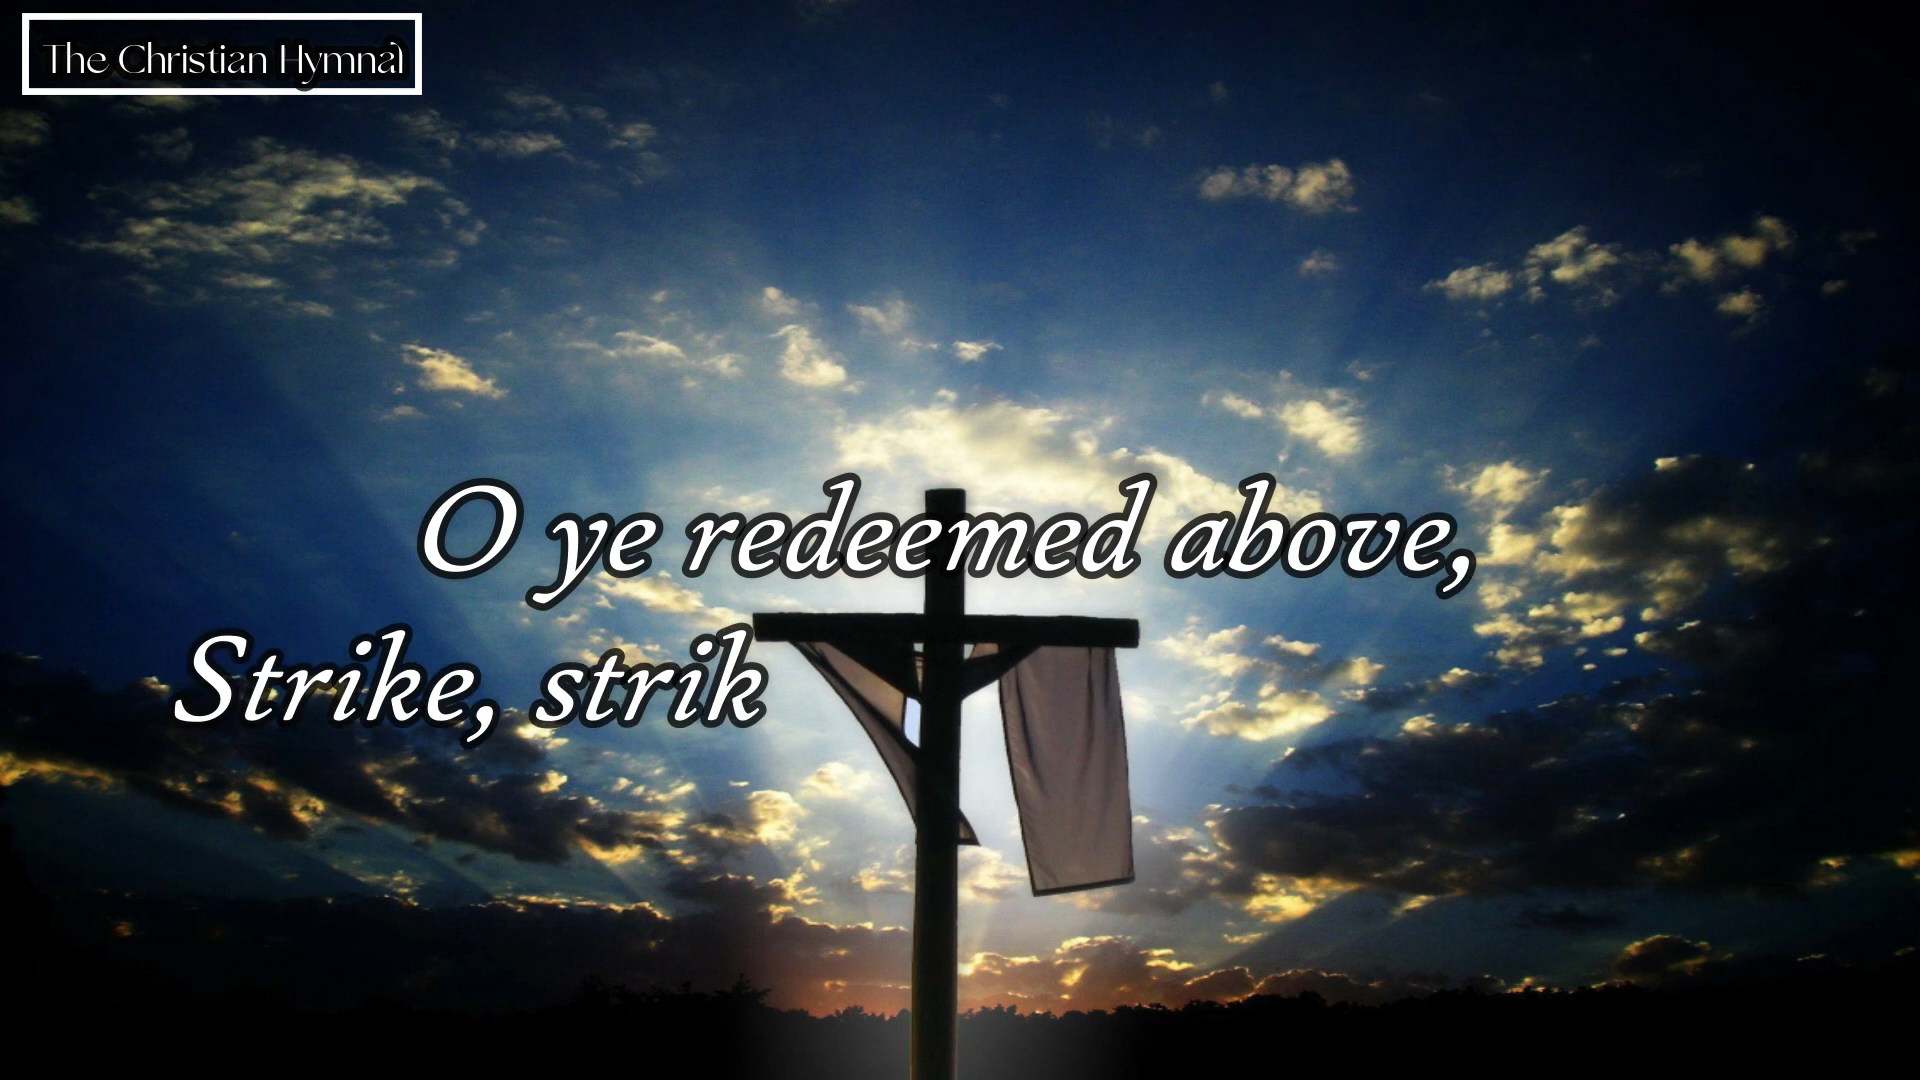 The Christian Hymnal
O ye redeemed above,
Strike, strik